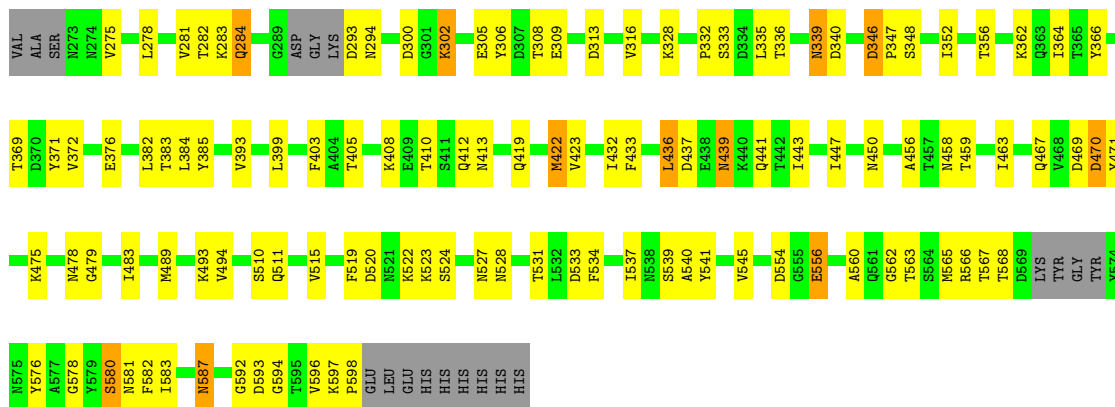 VAL ALA SER N273 N274 V275 L278 V281 T282 K283 Q284 G289 ASP GLY LYS D293 N294 D300 G301 K302 E305 Y306 D307 T308 E309 D313 V316 K328 P332 S333 D334 L335 T336 N339 D340 D346 P347 S348 I352 T356 K362 Q363 I364 T365 Y366
T369 D370 Y371 V372 E376 L382 T383 L384 Y385 V393 L399 F403 A404 T405 K408 E409 T410 S411 Q412 N413 Q419 M422 V423 I432 F433 L436 D437 E438 N439 K440 Q441 T442 I443 I447 N450 A456 T457 N458 T459 I463 Q467 V468 D469 D470
K475 N478 G479 I483 M489 K493 V494 S510 Q511 V515 F519 D520 N521 K522 K523 S524 N527 N528 T531 L532 D533 F534 I537 N538 S539 A540 Y541 V545 D554 G555 E556 A560 Q561 G562 T563 S564 M565 R566 T567 T568 D569 LYS TYR GLY TYR
N575 Y576 A577 G578 Y579 S580 N581 F582 I583 N587 G592 D593 G594 T595 V596 K597 P598 GLU LEU GLU HIS HIS HIS HIS HIS HIS